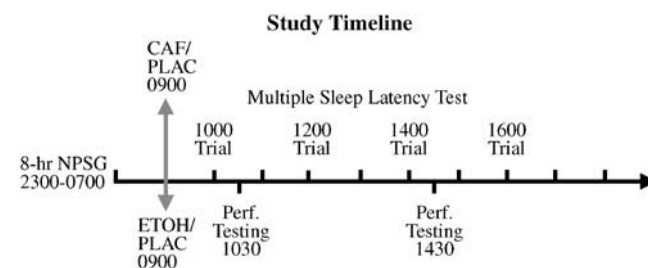 Study Timeline
CAF/
PLAC
0900
Multiple Sleep Latency Test
1000
Trial
1200
Trial
1400
Trial
1600
Trial
8-hr NPSG
2300-0700
ETOH/
PLAC
0900
Perf.
Testing
1030
Perf.
Testing
1430